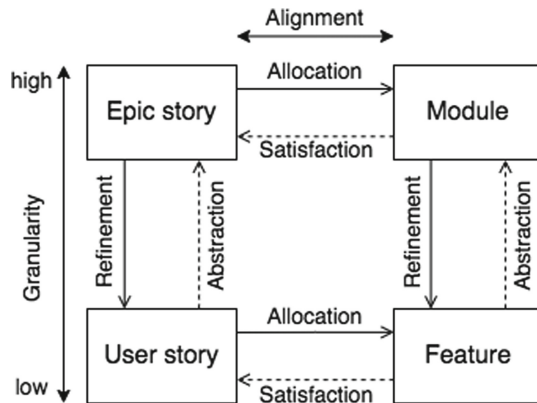 Alignment
high
Allocation
Epic story
Module
Satisfaction
Granularity
Refinement
Abstraction
Refinement
Abstraction
Allocation
User story
Feature
Satisfaction
low